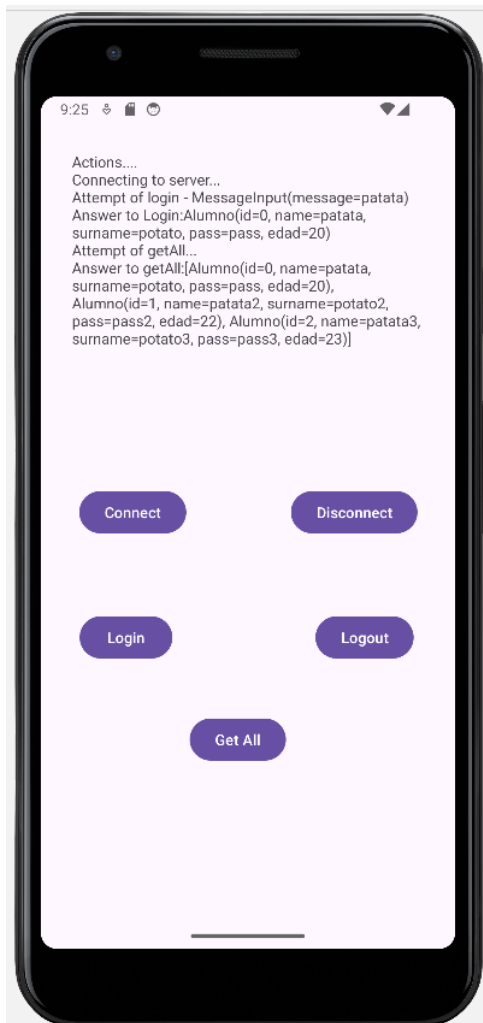 9:25
Actions....
Connecting to server...
Attempt of login - MessageInput(message=patata)
Answer to Login:Alumno(id=0, name=patata,
surname=potato, pass=pass, edad=20)
Attempt of getAll...
Answer to getAll:[Alumno(id=0, name=patata,
surname=potato, pass=pass, edad=20),
Alumno(id=1, name=patata2, surname=potato2,
pass=pass2, edad=22), Alumno(id=2, name=patata3,
surname=potato3, pass=pass3, edad=23)]
Connect
Disconnect
Login
Logout
Get All